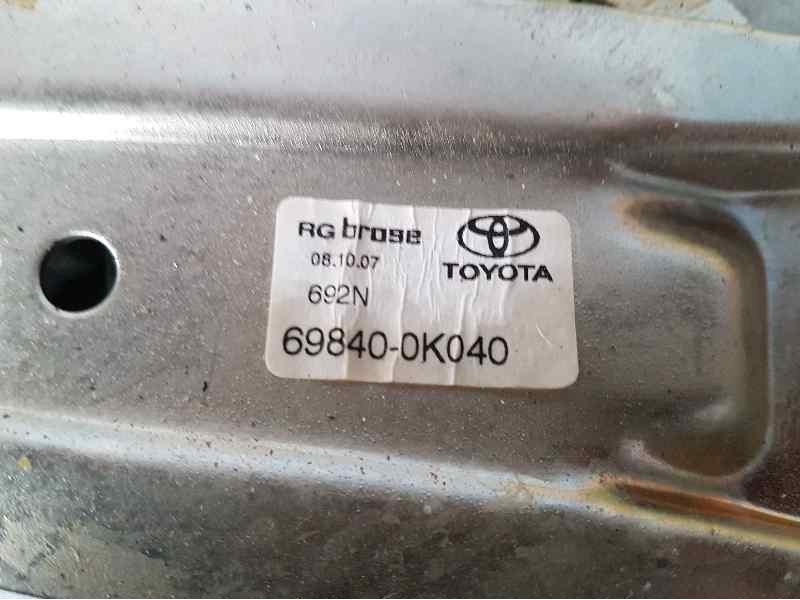 RG brose
08.10.07
692N
TOYOTA
69840-0K040